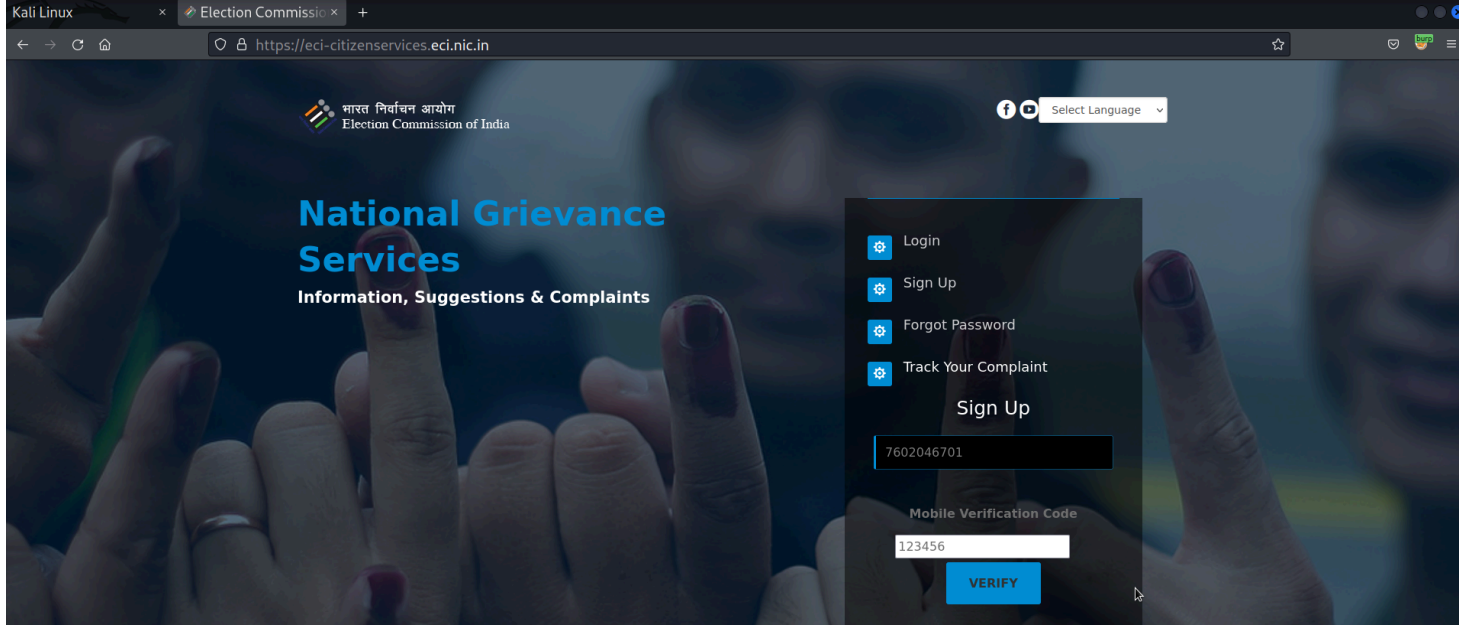 Kali Linux
Election Commissio
https://eci-citizenservices.eci.nic.in
burp
भारत निर्वाचन आयोग
Election Commission of India
Select Language
National Grievance
Services
Information, Suggestions & Complaints
Login
Sign Up
Forgot Password
Track Your Complaint
Sign Up
7602046701
Mobile Verification Code
123456
VERIFY